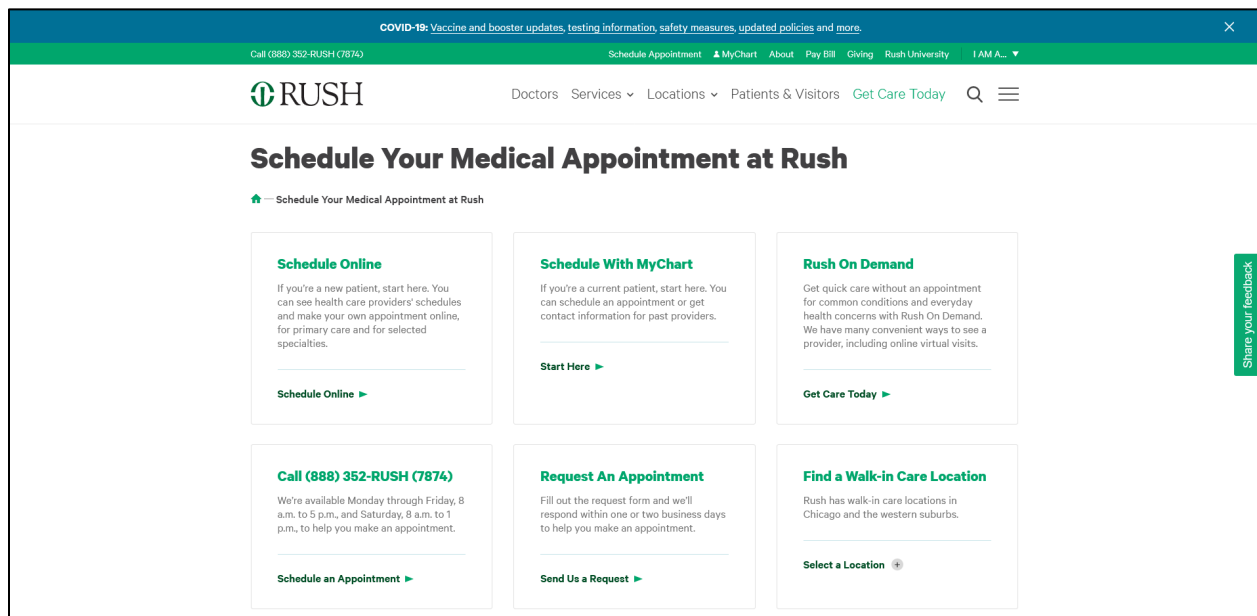 COVID-19: Vaccine and booster updates, testing information, safety measures, updated policies and more.
Call (888) 352-RUSH (7874)
Schedule Appointment MyChart About Pay Bill Giving Rush University I AM A...
RUSH
Doctors Services Locations Patients & Visitors Get Care Today
Schedule Your Medical Appointment at Rush
— Schedule Your Medical Appointment at Rush
Schedule Online
If you're a new patient, start here. You
can see health care providers' schedules
and make your own appointment online,
for primary care and for selected
specialties.
Schedule Online
Schedule With MyChart
If you're a current patient, start here. You
can schedule an appointment or get
contact information for past providers.
Start Here
Rush On Demand
Get quick care without an appointment
for common conditions and everyday
health concerns with Rush On Demand.
We have many convenient ways to see a
provider, including online virtual visits.
Get Care Today
Share your feedback
Call (888) 352-RUSH (7874)
We're available Monday through Friday, 8
a.m. to 5 p.m., and Saturday, 8 a.m. to 1
p.m., to help you make an appointment.
Schedule an Appointment
Request An Appointment
Fill out the request form and we'll
respond within one or two business days
to help you make an appointment.
Send Us a Request
Find a Walk-in Care Location
Rush has walk-in care locations in
Chicago and the western suburbs.
Select a Location +